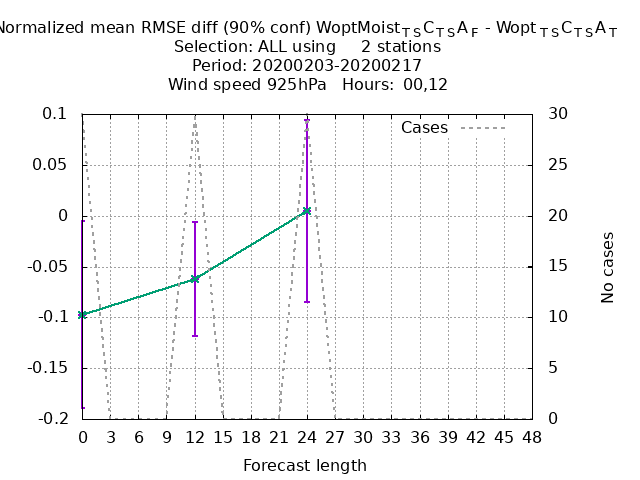 Normalized mean RMSE diff (90% conf) WoptMoist_TSC_TSA_F - Wopt_TSC_TSA_T
Selection: ALL using 2 stations
Period: 20200203-20200217
Wind speed 925hPa Hours: 00,12
Cases
0.1
0.05
0
-0.05
-0.1
-0.15
-0.2
30
25
20
15
10
5
0
No cases
0 3 6 9 12 15 18 21 24 27 30 33 36 39 42 45 48
Forecast length